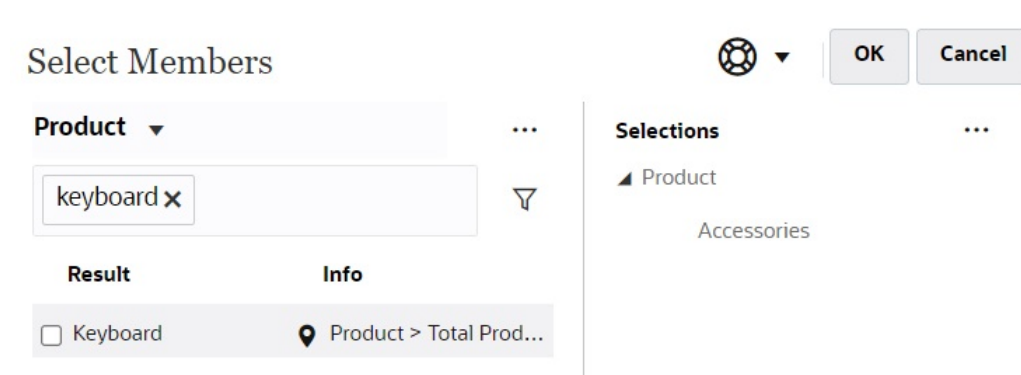 Select Members
OK
Cancel
Product
...
Selections
...
keyboard
Product
Accessories
Result Info
Keyboard Product > Total Prod...